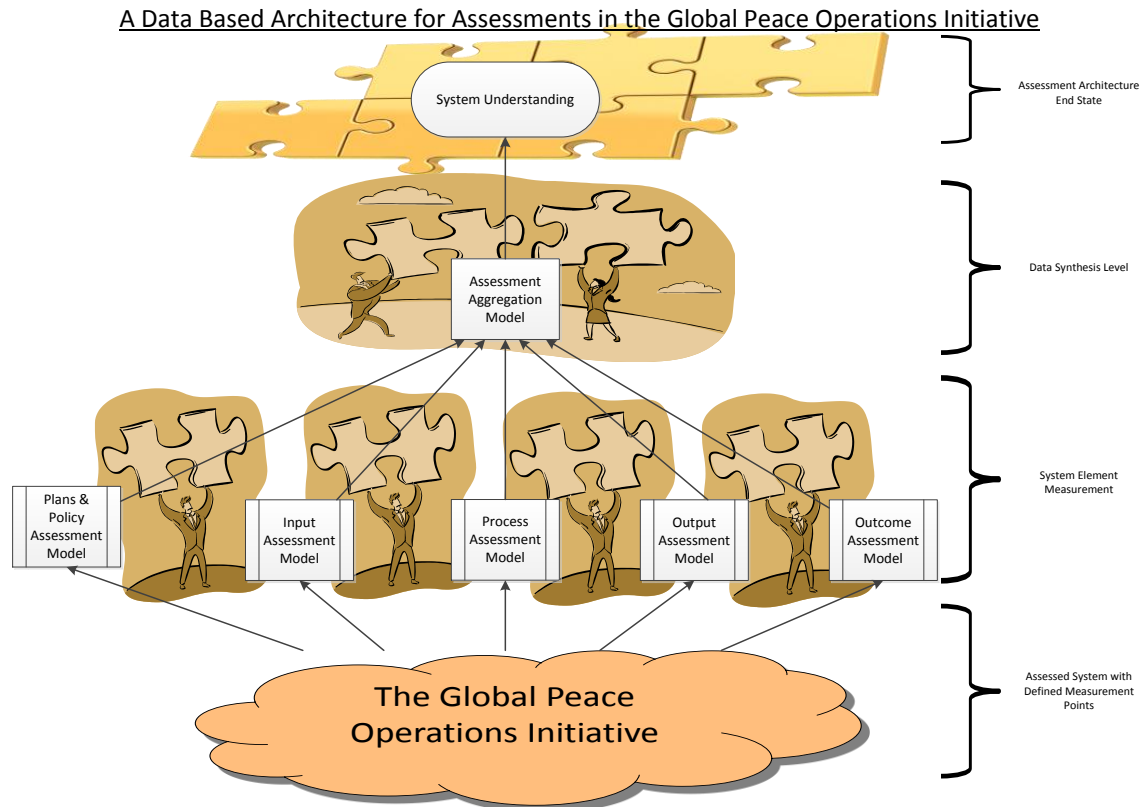 A Data Based Architecture for Assessments in the Global Peace Operations Initiative
System Understanding
Assessment Architecture
End State
Assessment
Aggregation
Model
Data Synthesis Level
Plans &
Policy
Assessment
Model
Input
Assessment
Model
Process
Assessment
Model
Output
Assessment
Model
Outcome
Assessment
Model
System Element
Measurement
The Global Peace
Operations Initiative
Assessed System with
Defined Measurement
Points